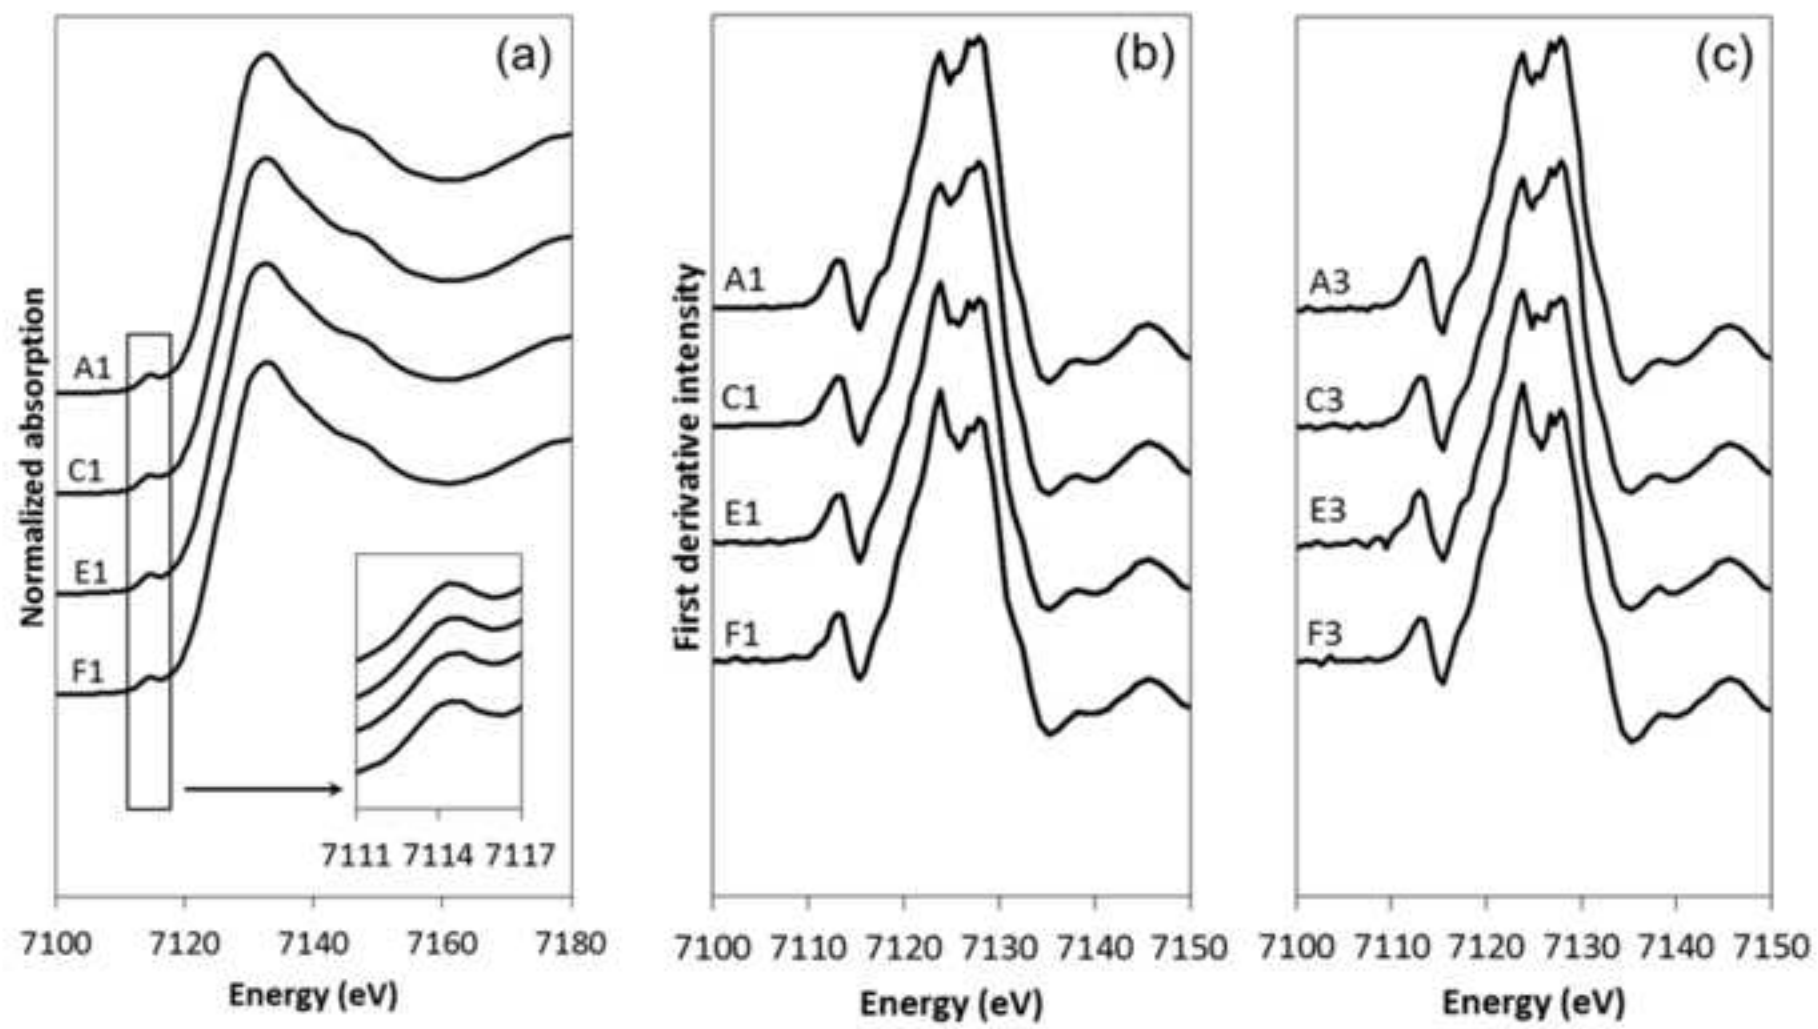 (a)
Normalized absorption
A1
C1
E1
F1
7111 7114 7117
7100 7120 7140 7160 7180
Energy (eV)
(b)
First derivative intensity
A1
C1
E1
F1
7100 7110 7120 7130 7140 7150
Energy (eV)
(c)
A3
C3
E3
F3
7100 7110 7120 7130 7140 7150
Energy (eV)